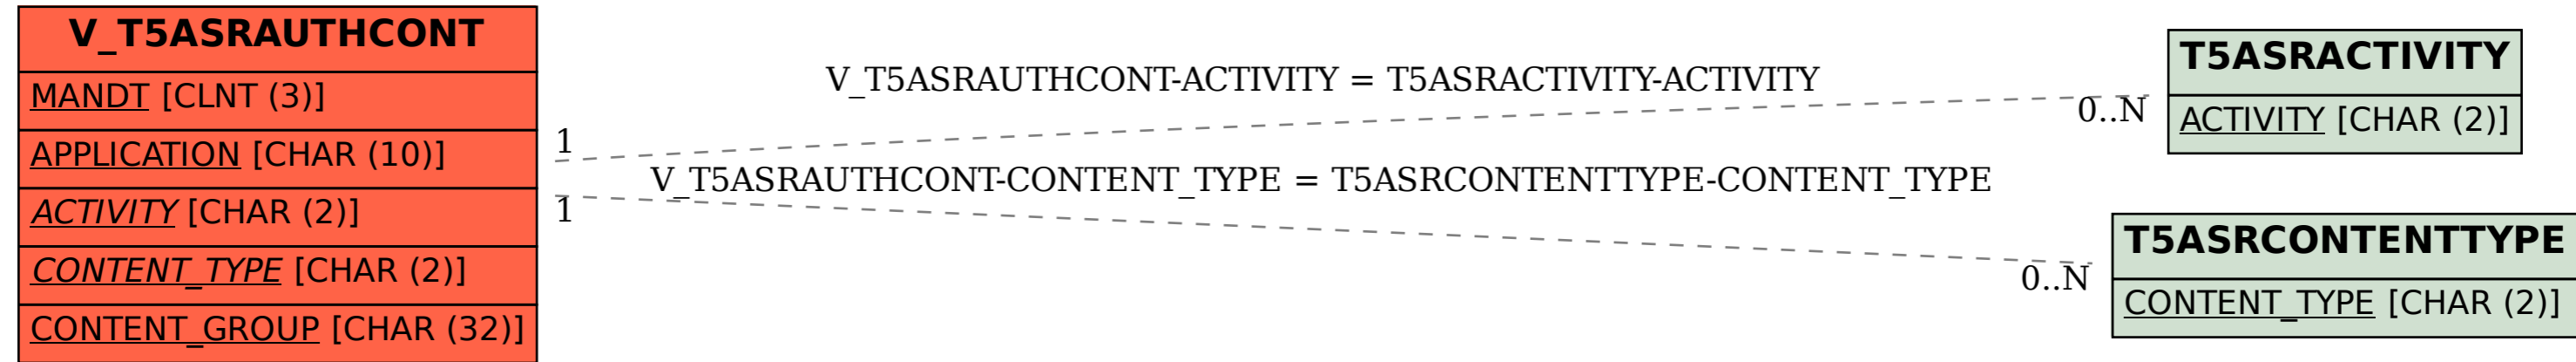 V_T5ASRAUTHCONT
MANDT [CLNT (3)]
APPLICATION [CHAR (10)]
ACTIVITY [CHAR (2)]
CONTENT_TYPE [CHAR (2)]
CONTENT_GROUP [CHAR (32)]
V_T5ASRAUTHCONT-ACTIVITY = T5ASRACTIVITY-ACTIVITY
1
0..N
V_T5ASRAUTHCONT-CONTENT_TYPE = T5ASRCONTENTTYPE-CONTENT_TYPE
1
0..N
T5ASRACTIVITY
ACTIVITY [CHAR (2)]
T5ASRCONTENTTYPE
CONTENT_TYPE [CHAR (2)]